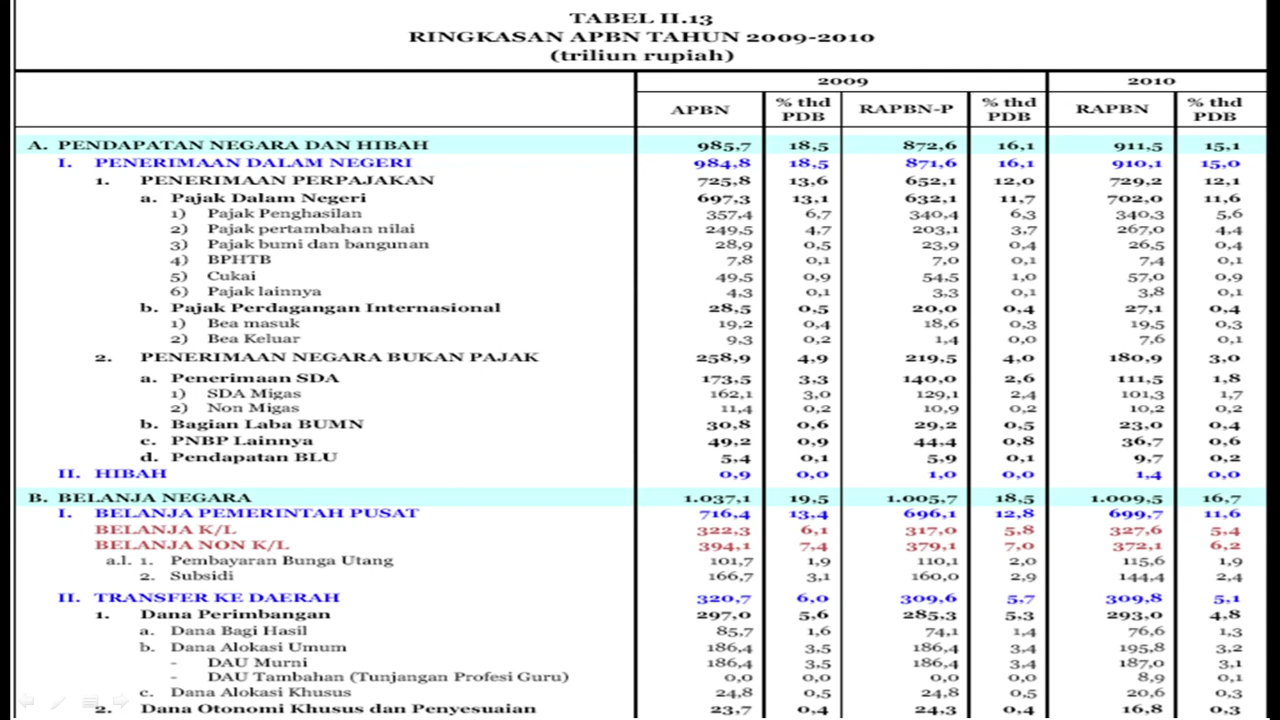 TABEL II.13
RINGKASAN APBN TAHUN 2009-2010
(triliun rupiah)
2009 2010
APBN % thd PDB RAPBN-P % thd PDB RAPBN % thd PDB
A. PENDAPATAN NEGARA DAN HIBAH 985,7 18,5 872,6 16,1 911,5 15,1
I. PENERIMAAN DALAM NEGERI 984,8 18,5 871,6 16,1 910,1 15,0
1. PENERIMAAN PERPAJAKAN 725,8 13,6 652,1 12,0 729,2 12,1
a. Pajak Dalam Negeri 697,3 13,1 632,1 11,7 702,0 11,6
1) Pajak Penghasilan 357,4 6,7 340,4 6,3 340,3 5,6
2) Pajak pertambahan nilai 249,5 4,7 203,1 3,7 267,0 4,4
3) Pajak bumi dan bangunan 28,9 0,5 23,9 0,4 26,5 0,4
4) BPHTB 7,8 0,1 7,0 0,1 7,4 0,1
5) Cukai 49,5 0,9 54,5 1,0 57,0 0,9
6) Pajak lainnya 4,3 0,1 3,3 0,1 3,8 0,1
b. Pajak Perdagangan Internasional 28,5 0,5 20,0 0,4 27,1 0,4
1) Bea masuk 19,2 0,4 18,6 0,3 19,5 0,3
2) Bea Keluar 9,3 0,2 1,4 0,0 7,6 0,1
2. PENERIMAAN NEGARA BUKAN PAJAK 258,9 4,9 219,5 4,0 180,9 3,0
a. Penerimaan SDA 173,5 3,3 140,0 2,6 111,5 1,8
1) SDA Migas 162,1 3,0 129,1 2,4 101,3 1,7
2) Non Migas 11,4 0,2 10,9 0,2 10,2 0,2
b. Bagian Laba BUMN 30,8 0,6 29,2 0,5 23,0 0,4
c. PNBP Lainnya 49,2 0,9 44,4 0,8 36,7 0,6
d. Pendapatan BLU 5,4 0,1 5,9 0,1 9,7 0,2
II. HIBAH 0,9 0,0 1,0 0,0 1,4 0,0
B. BELANJA NEGARA 1.037,1 19,5 1.005,7 18,5 1.009,5 16,7
I. BELANJA PEMERINTAH PUSAT 716,4 13,4 696,1 12,8 699,7 11,6
BELANJA K/L 322,3 6,1 317,0 5,8 327,6 5,4
BELANJA NON K/L 394,1 7,4 379,1 7,0 372,1 6,2
a.l. 1. Pembayaran Bunga Utang 101,7 1,9 110,1 2,0 115,6 1,9
2. Subsidi 166,7 3,1 160,0 2,9 144,4 2,4
II. TRANSFER KE DAERAH 320,7 6,0 309,6 5,7 309,8 5,1
1. Dana Perimbangan 297,0 5,6 285,3 5,3 293,0 4,8
a. Dana Bagi Hasil 85,7 1,6 74,1 1,4 76,6 1,3
b. Dana Alokasi Umum 186,4 3,5 186,4 3,4 195,8 3,2
- DAU Murni 186,4 3,5 186,4 3,4 187,0 3,1
- DAU Tambahan (Tunjangan Profesi Guru) 0,0 0,0 0,0 0,0 8,9 0,1
c. Dana Alokasi Khusus 24,8 0,5 24,8 0,5 20,6 0,3
2. Dana Otonomi Khusus dan Penyesuaian 23,7 0,4 24,3 0,4 16,8 0,3